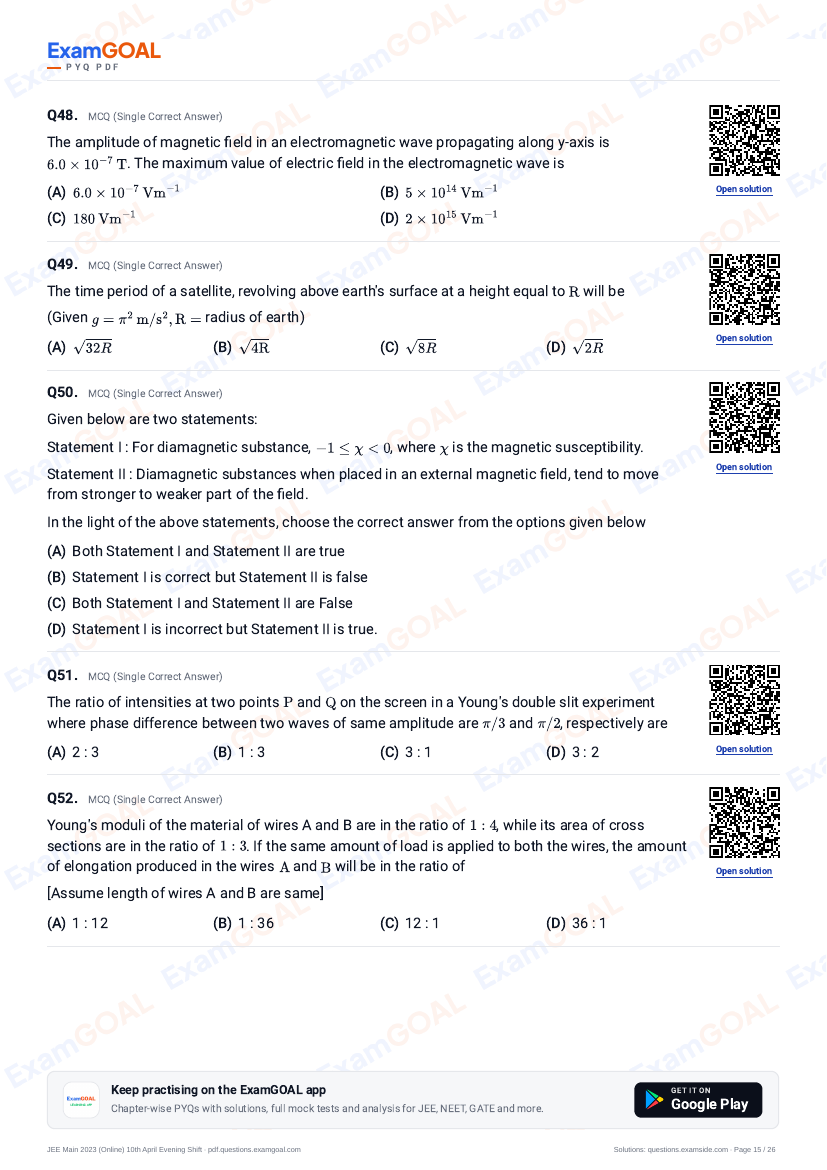 ExamGOAL
PYQ PDF
Q48. MCQ (Single Correct Answer)
The amplitude of magnetic field in an electromagnetic wave propagating along y-axis is
6.0 × 10⁻⁷ T. The maximum value of electric field in the electromagnetic wave is
(A) 6.0 × 10⁻⁷ Vm⁻¹ (B) 5 × 10¹⁴ Vm⁻¹
(C) 180 Vm⁻¹ (D) 2 × 10¹⁵ Vm⁻¹
Open solution
Q49. MCQ (Single Correct Answer)
The time period of a satellite, revolving above earth's surface at a height equal to R will be
(Given g = π² m/s², R = radius of earth)
(A) √32R (B) √4R (C) √8R (D) √2R
Open solution
Q50. MCQ (Single Correct Answer)
Given below are two statements:
Statement I : For diamagnetic substance, −1 ≤ χ < 0, where χ is the magnetic susceptibility.
Statement II : Diamagnetic substances when placed in an external magnetic field, tend to move
from stronger to weaker part of the field.
In the light of the above statements, choose the correct answer from the options given below
(A) Both Statement I and Statement II are true
(B) Statement I is correct but Statement II is false
(C) Both Statement I and Statement II are False
(D) Statement I is incorrect but Statement II is true.
Open solution
Q51. MCQ (Single Correct Answer)
The ratio of intensities at two points P and Q on the screen in a Young's double slit experiment
where phase difference between two waves of same amplitude are π/3 and π/2, respectively are
(A) 2 : 3 (B) 1 : 3 (C) 3 : 1 (D) 3 : 2
Open solution
Q52. MCQ (Single Correct Answer)
Young's moduli of the material of wires A and B are in the ratio of 1 : 4, while its area of cross
sections are in the ratio of 1 : 3. If the same amount of load is applied to both the wires, the amount
of elongation produced in the wires A and B will be in the ratio of
[Assume length of wires A and B are same]
(A) 1 : 12 (B) 1 : 36 (C) 12 : 1 (D) 36 : 1
Open solution
Keep practising on the ExamGOAL app
Chapter-wise PYQs with solutions, full mock tests and analysis for JEE, NEET, GATE and more.
GET IT ON
Google Play
JEE Main 2023 (Online) 10th April Evening Shift · pdf.questions.examgoal.com
Solutions: questions.examside.com · Page 15 / 26